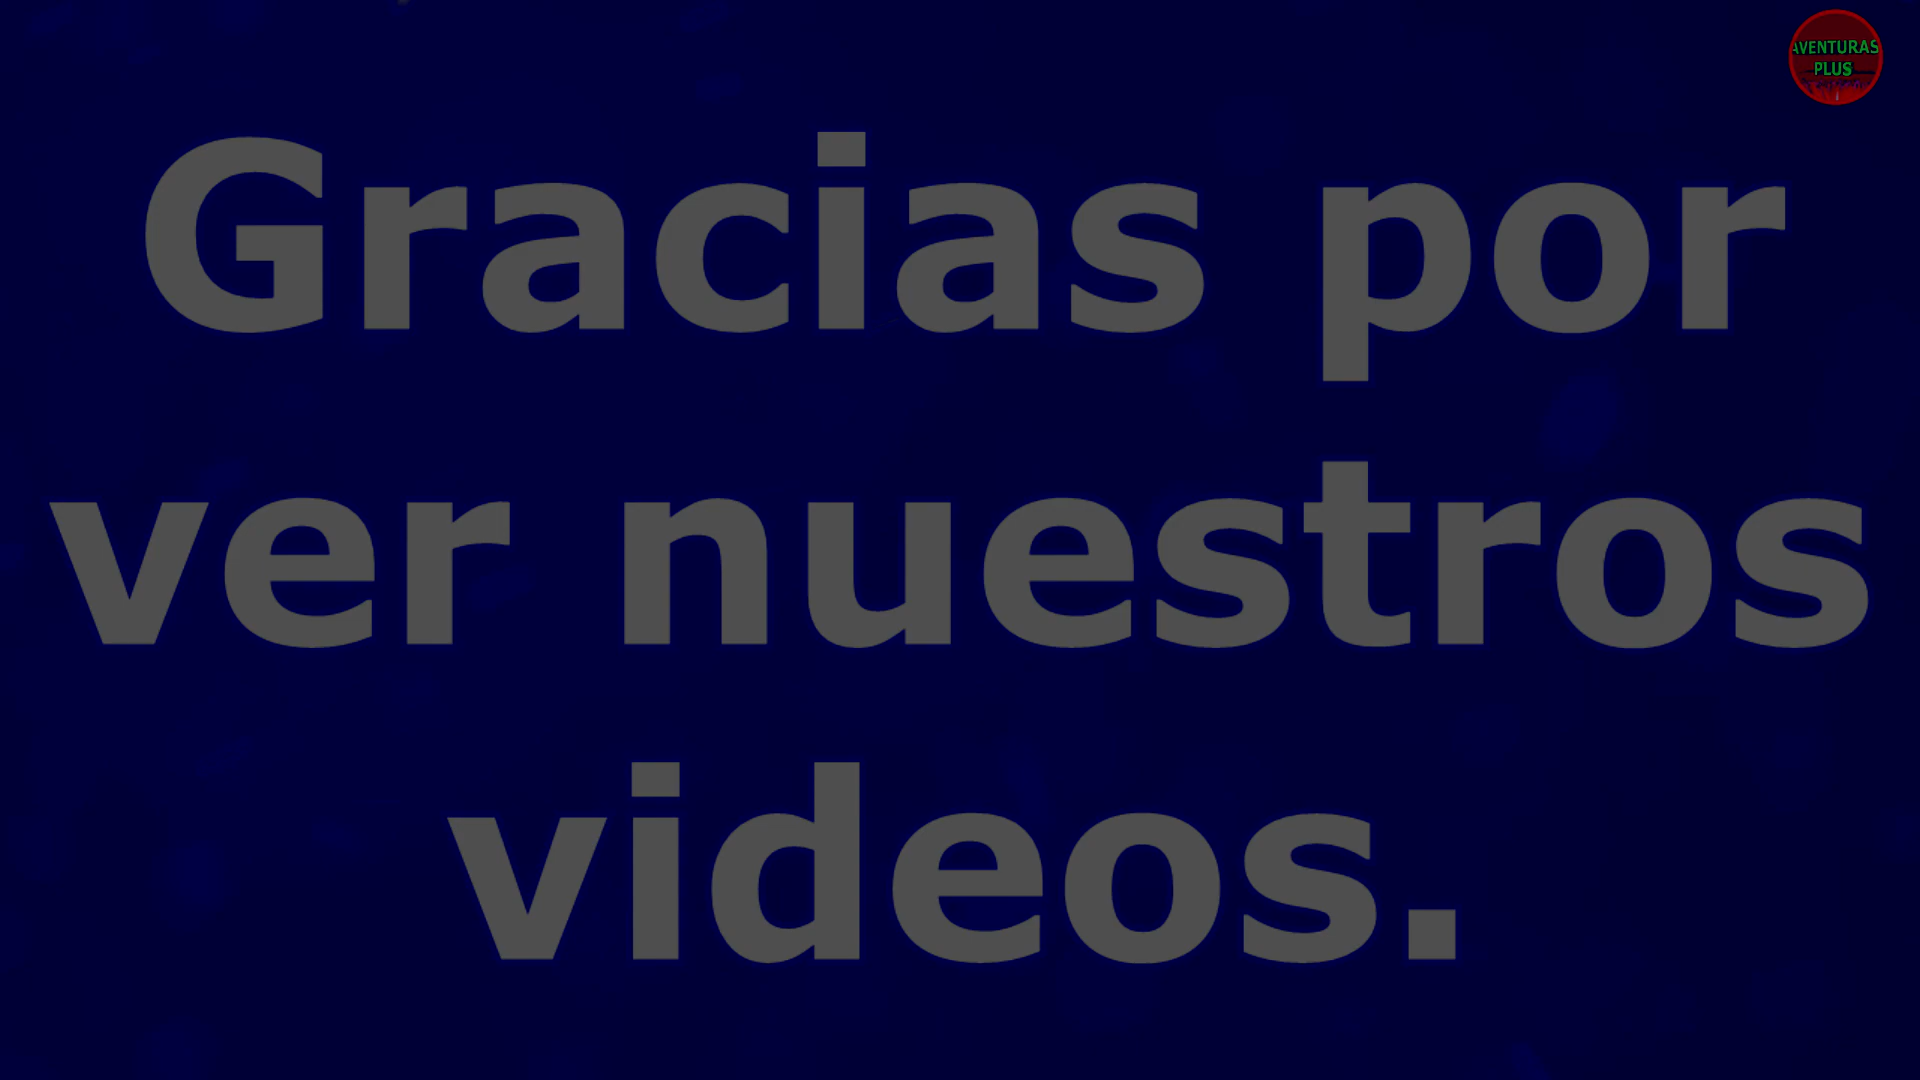 AVENTURAS
PLUS
Gracias por
ver nuestros
videos.